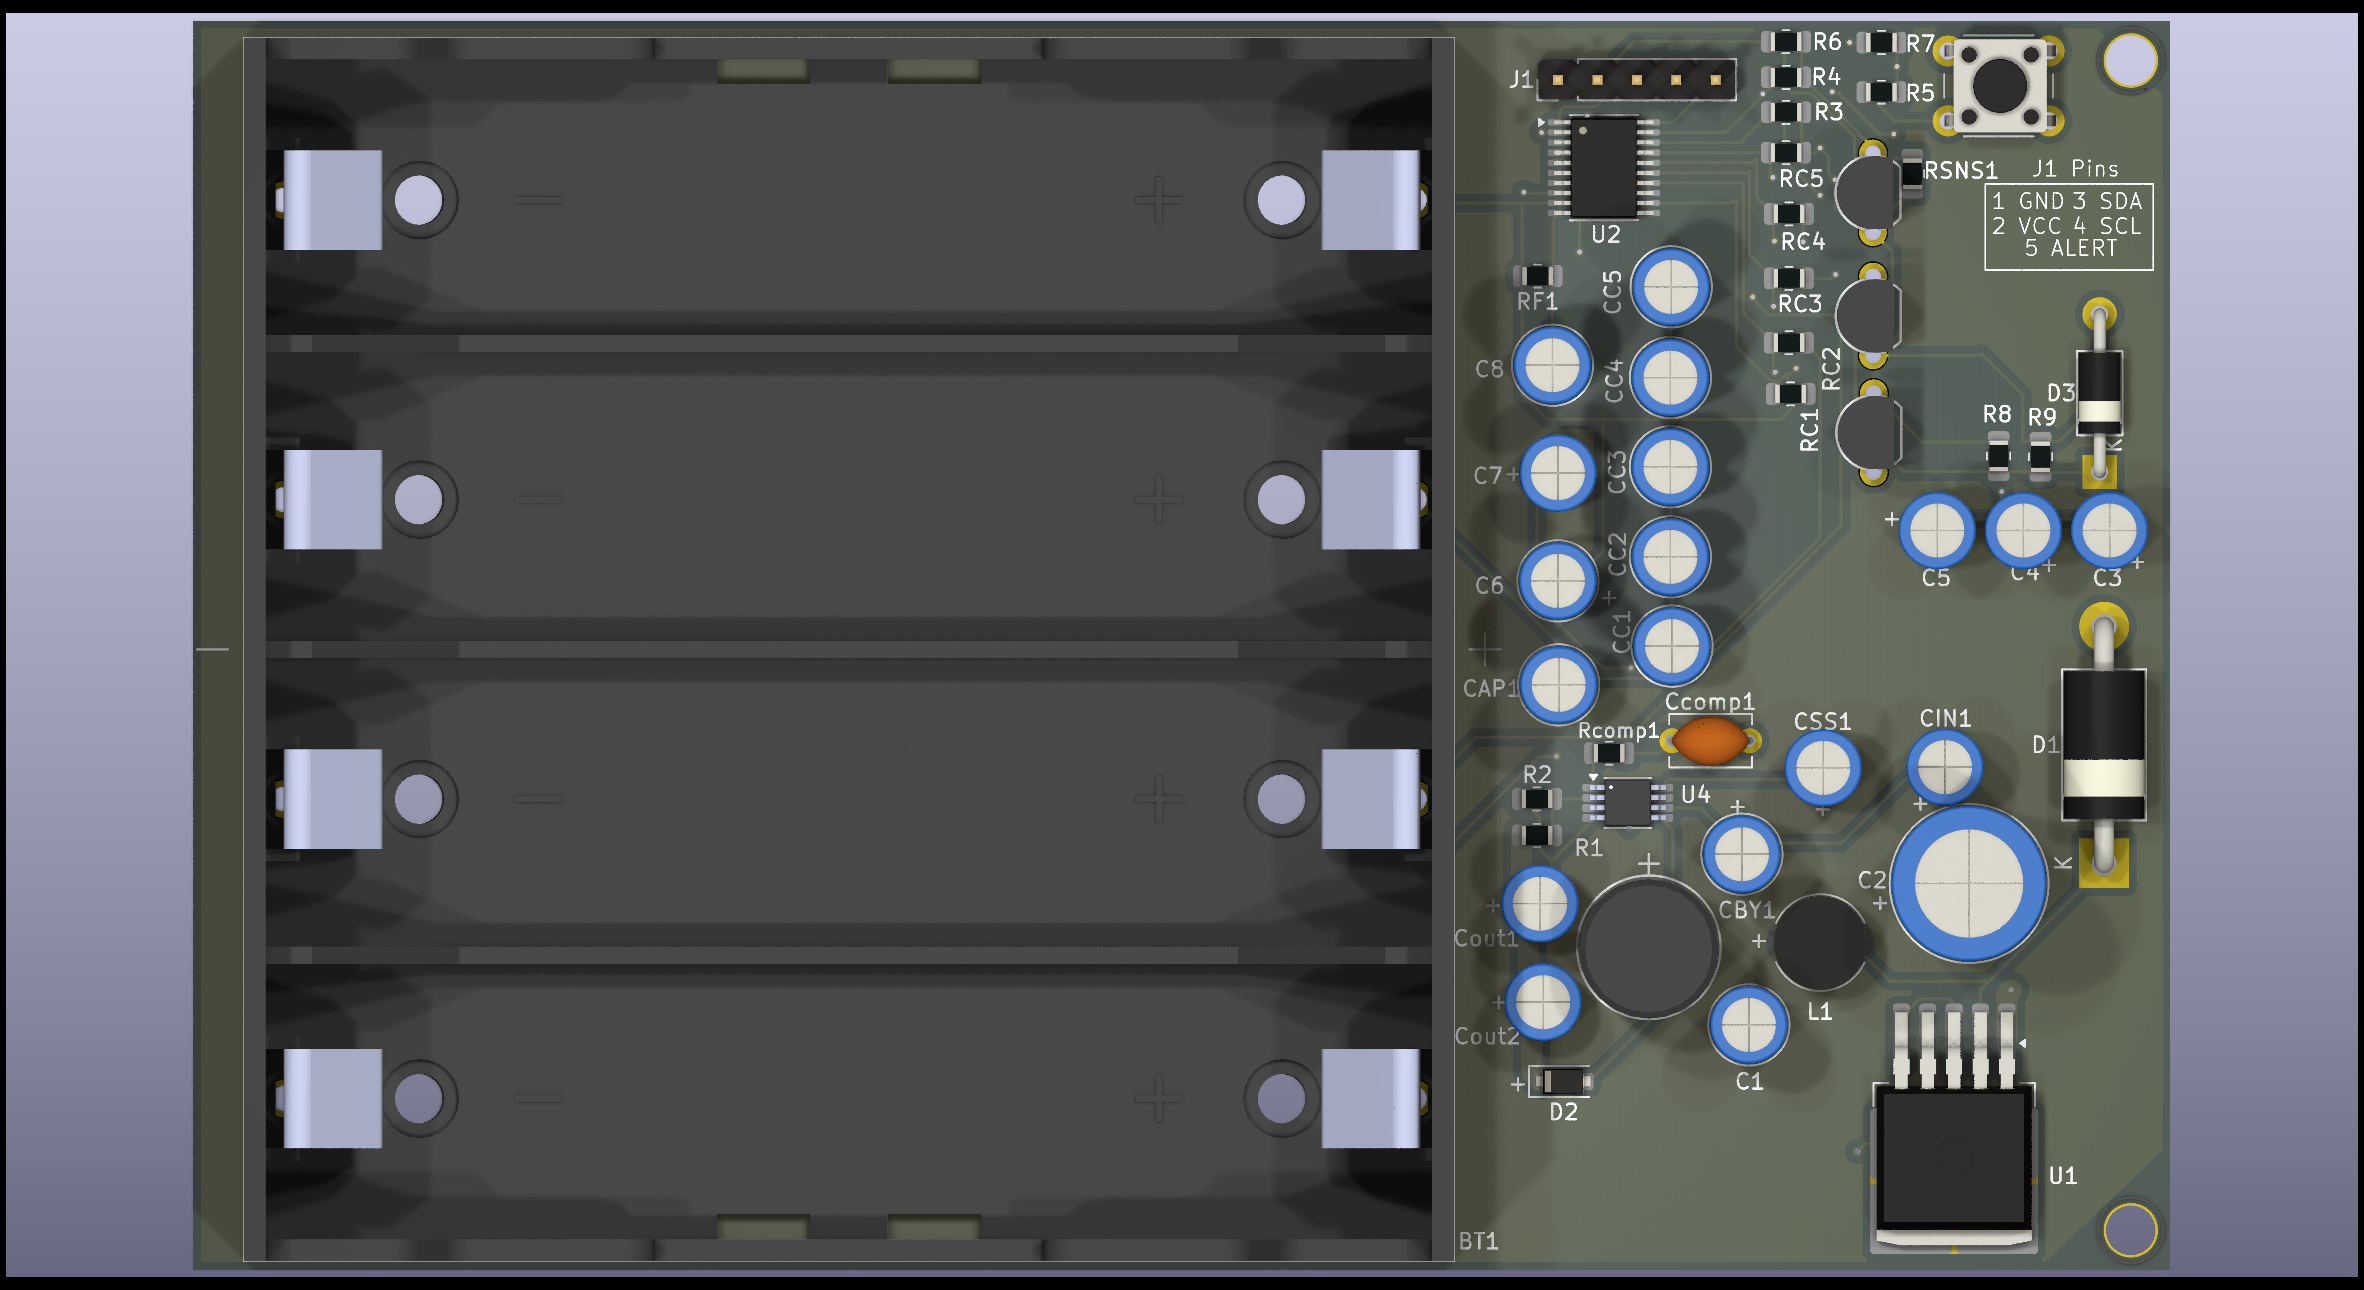 R6
R7
J1
R4
R5
R3
RC5
RSNS1
J1 Pins
1 GND 3 SDA
2 VCC 4 SCL
5 ALERT
U2
RC4
RF1
CC5
RC3
C8
CC4
RC2
D3
RC1
R8
R9
K
C7
CC3
CC2
C6
C5
C4
C3
CC1
CAP1
Ccomp1
Rcomp1
CSS1
CIN1
D1
R2
U4
R1
K
C2
CBY1
Cout1
L1
Cout2
C1
D2
U1
BT1